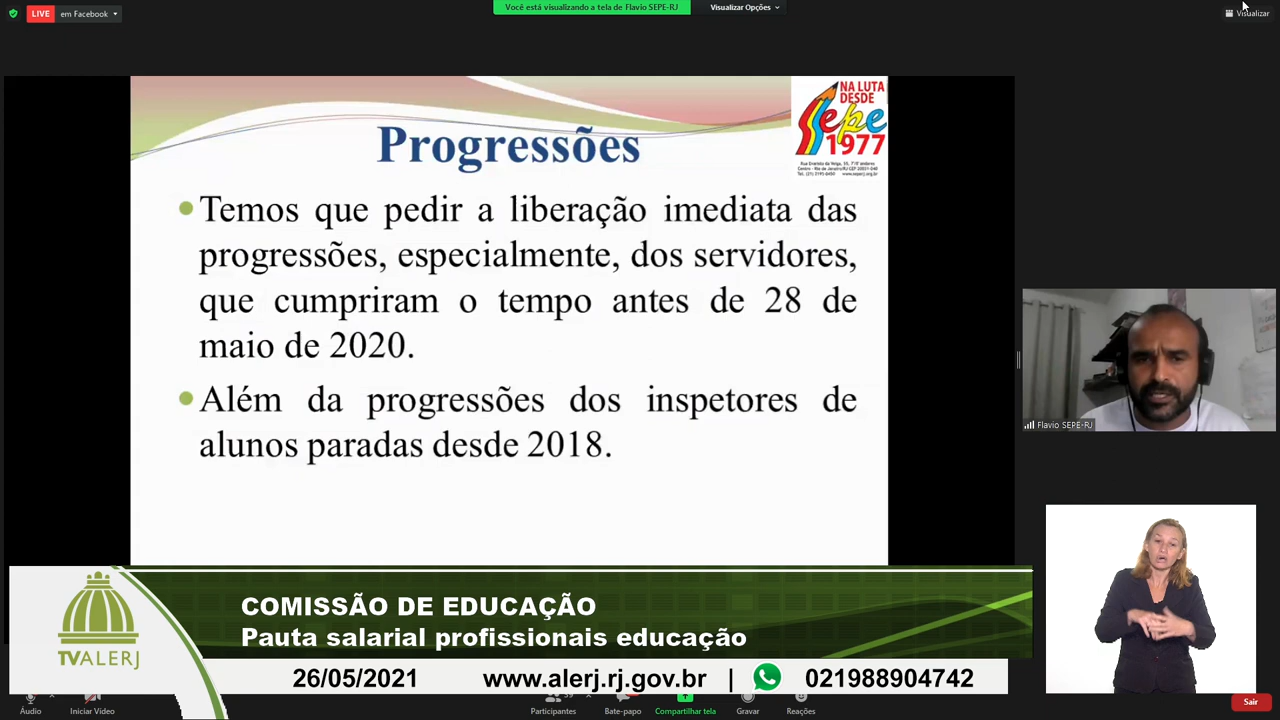 LIVE
em Facebook
Você está visualizando a tela de Flavio SEPE-RJ
Visualizar Opções
Visualizar
NA LUTA
DESDE
Sepe
1977
Progressões
Temos que pedir a liberação imediata das
progressões, especialmente, dos servidores,
que cumpriram o tempo antes de 28 de
maio de 2020.
Além da progressões dos inspetores de
alunos paradas desde 2018.
Flavio SEPE-RJ
COMISSÃO DE EDUCAÇÃO
Pauta salarial profissionais educação
TVALERJ
26/05/2021 www.alerj.rj.gov.br | 021988904742
Áudio
Iniciar Vídeo
Participantes
Bate-papo
Compartilhar tela
Gravar
Reações
Sair